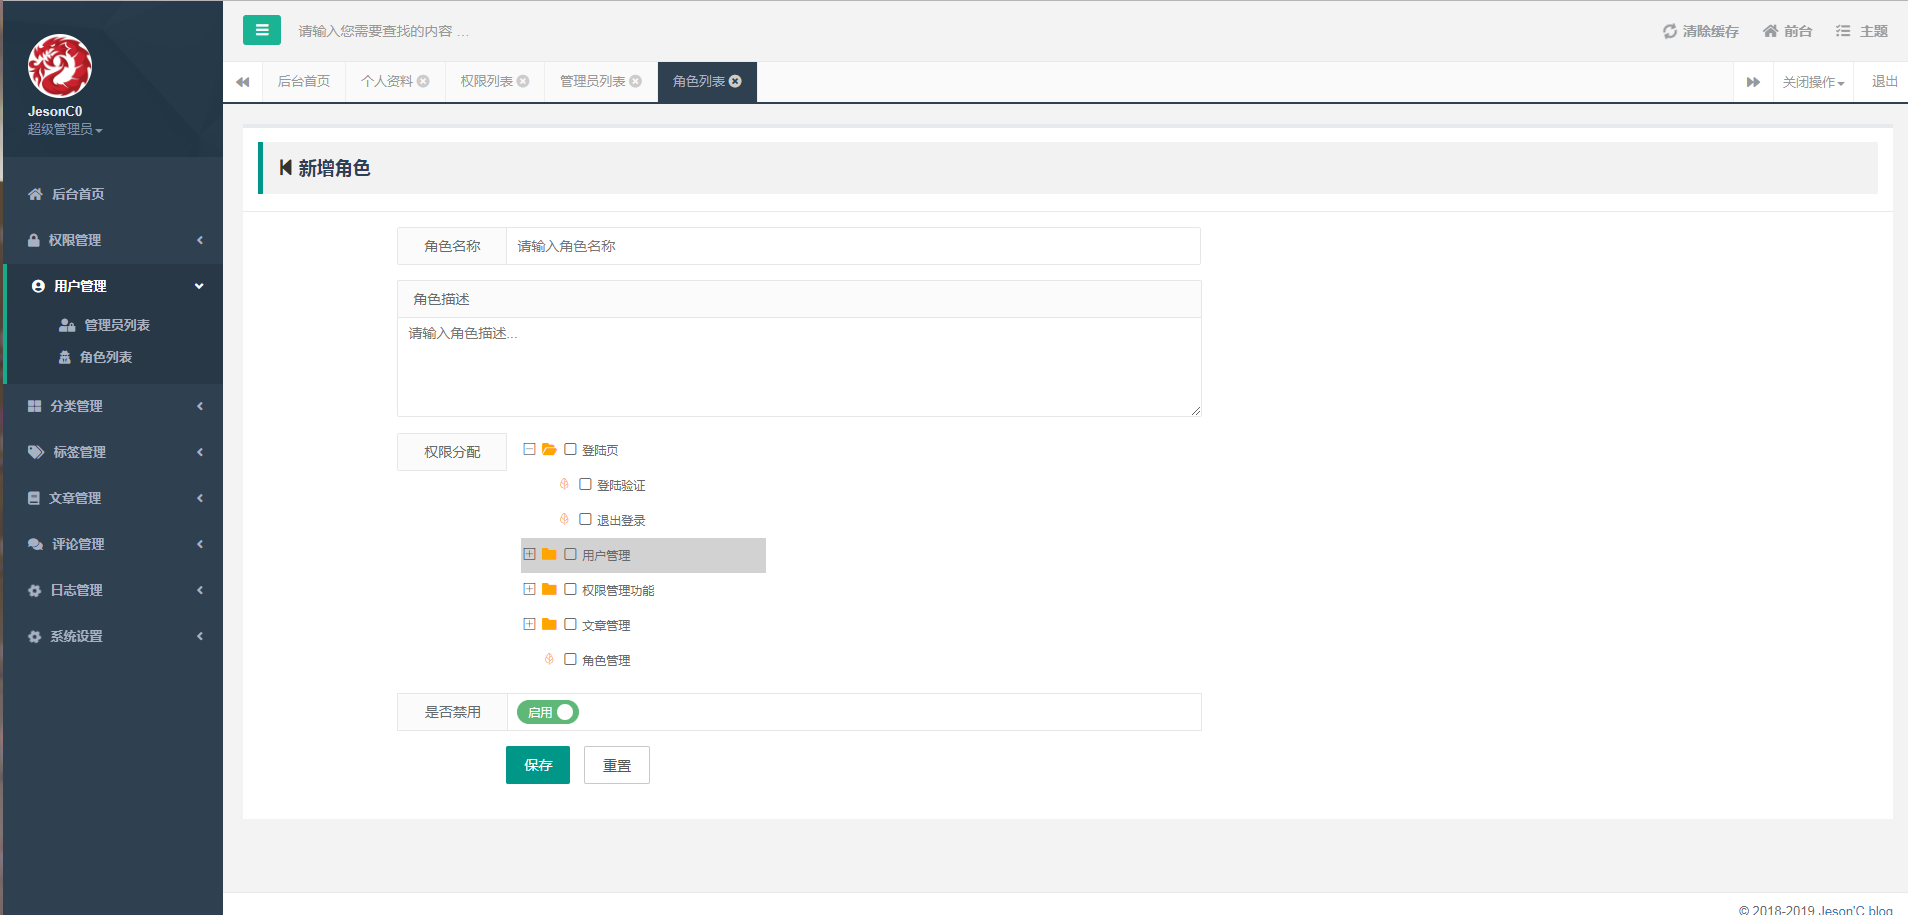 JesonC0
超级管理员
后台首页
权限管理
用户管理
管理员列表
角色列表
分类管理
标签管理
文章管理
评论管理
日志管理
系统设置
请输入您需要查找的内容 …
清除缓存 前台 主题
后台首页 个人资料 权限列表 管理员列表 角色列表 关闭操作 退出
新增角色
角色名称 请输入角色名称
角色描述
请输入角色描述...
权限分配
登陆页
登陆验证
退出登录
用户管理
权限管理功能
文章管理
角色管理
是否禁用 启用
保存 重置
© 2018-2019 Jeson'C blog